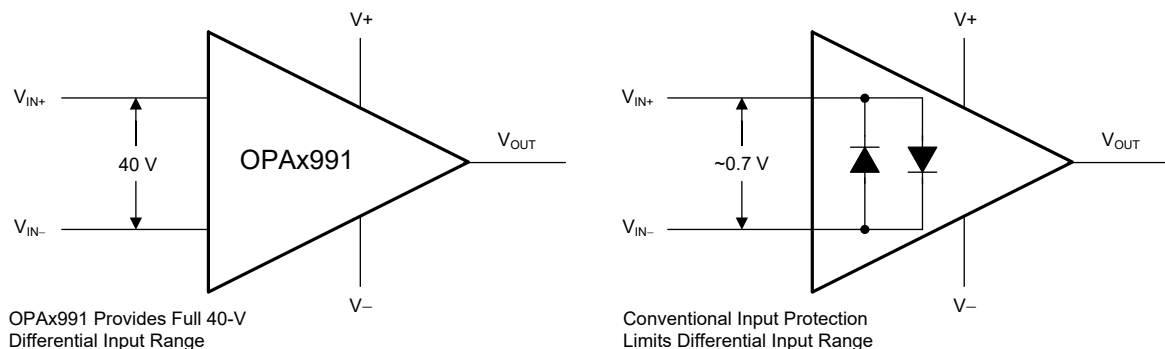 V+
V+
VIN+
VIN+
VOUT
VOUT
40 V
OPAx991
~0.7 V
VIN–
VIN–
V–
V–
OPAx991 Provides Full 40-V
Differential Input Range
Conventional Input Protection
Limits Differential Input Range